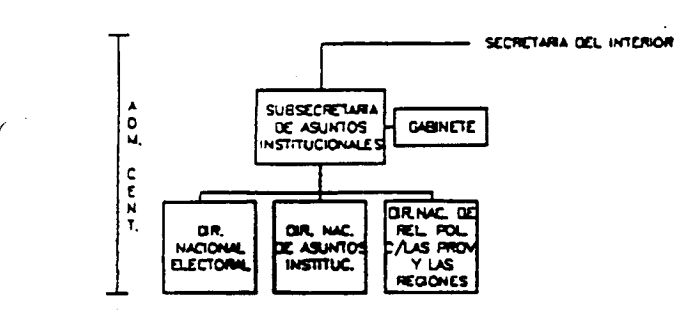 SECRETARIA DEL INTERIOR
SUBSECRETARIA
DE ASUNTOS
INSTITUCIONALES
GABINETE
ADM. CENT.
DIR.
NACIONAL
ELECTORAL
DIR. NAC.
DE ASUNTOS
INSTITUC.
DIR. NAC. DE
REL. POL.
C/LAS PROV
Y LAS
REGIONES